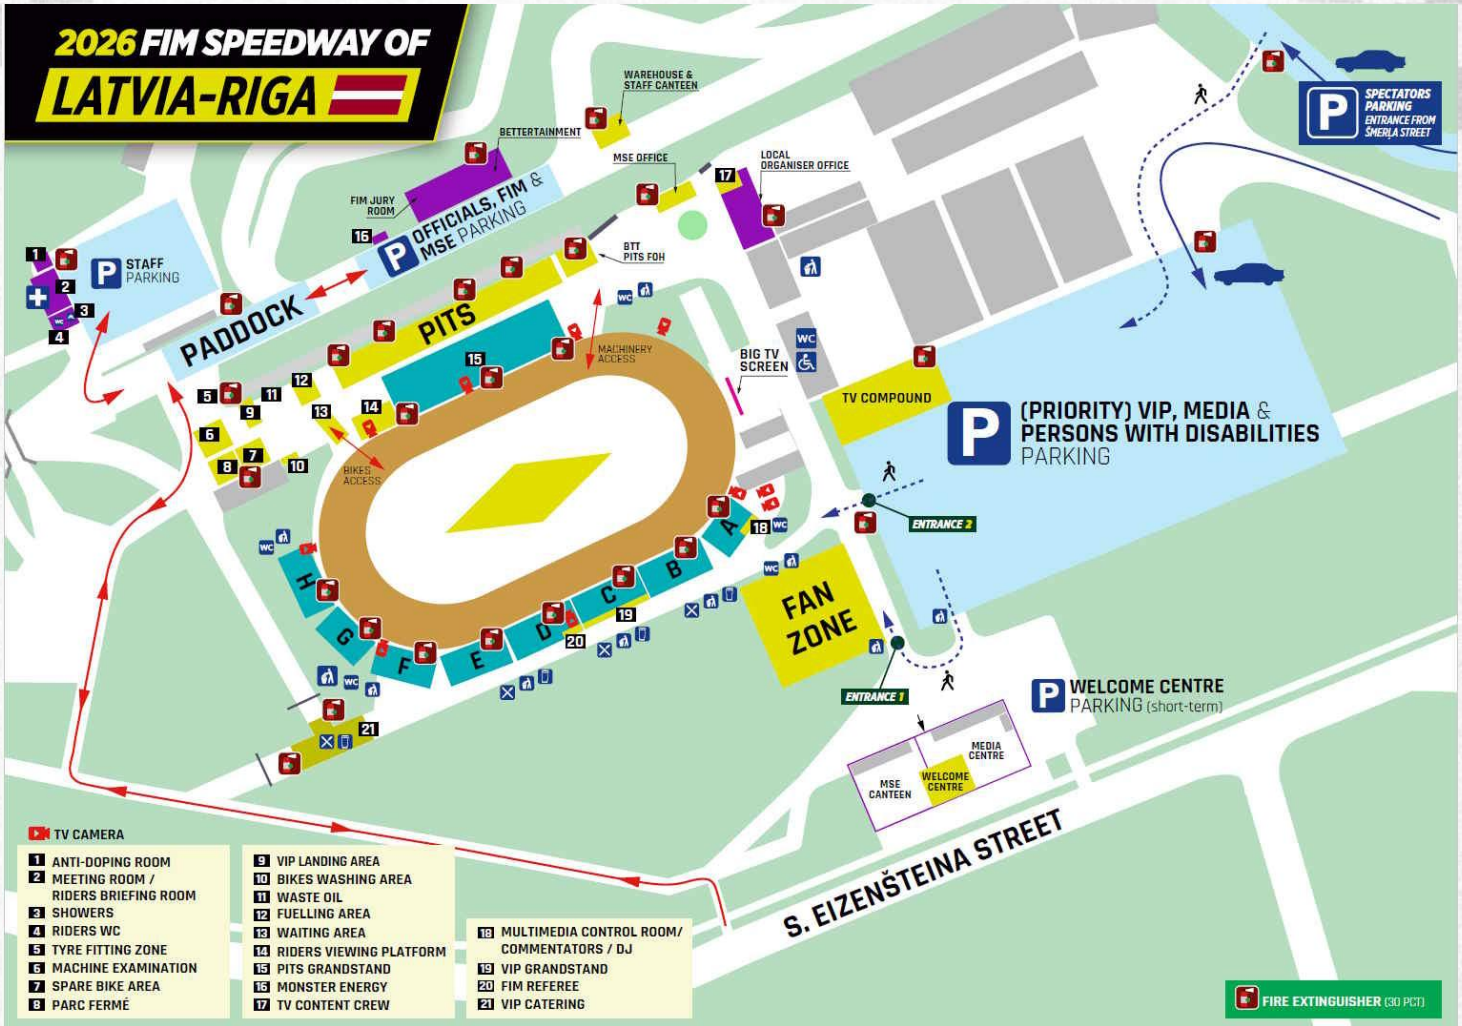 2026 FIM SPEEDWAY OF
LATVIA-RIGA
WAREHOUSE &
STAFF CANTEEN
BETTERTAINMENT
MSE OFFICE
17
LOCAL
ORGANISER OFFICE
P
SPECTATORS
PARKING
ENTRANCE FROM
ŠMERĻA STREET
FIM JURY
ROOM
16
P
OFFICIALS, FIM &
MSE PARKING
BTT
PITS FOH
1
2
3
4
WC
P
STAFF
PARKING
PADDOCK
PITS
WC
MACHINERY
ACCESS
BIG TV
SCREEN
WC
15
5
11
12
9
13
14
6
7
8
10
BIKES
ACCESS
TV COMPOUND
P
(PRIORITY) VIP, MEDIA &
PERSONS WITH DISABILITIES
PARKING
ENTRANCE 2
A
18
WC
WC
B
C
19
D
20
E
F
G
H
WC
WC
21
FAN
ZONE
ENTRANCE 1
P
WELCOME CENTRE
PARKING (short-term)
MEDIA
CENTRE
WELCOME
CENTRE
MSE
CANTEEN
S. EIZENŠTEINA STREET
TV CAMERA
1 ANTI-DOPING ROOM
2 MEETING ROOM /
RIDERS BRIEFING ROOM
3 SHOWERS
4 RIDERS WC
5 TYRE FITTING ZONE
6 MACHINE EXAMINATION
7 SPARE BIKE AREA
8 PARC FERMÉ
9 VIP LANDING AREA
10 BIKES WASHING AREA
11 WASTE OIL
12 FUELLING AREA
13 WAITING AREA
14 RIDERS VIEWING PLATFORM
15 PITS GRANDSTAND
16 MONSTER ENERGY
17 TV CONTENT CREW
18 MULTIMEDIA CONTROL ROOM/
COMMENTATORS / DJ
19 VIP GRANDSTAND
20 FIM REFEREE
21 VIP CATERING
FIRE EXTINGUISHER (30 PCT)